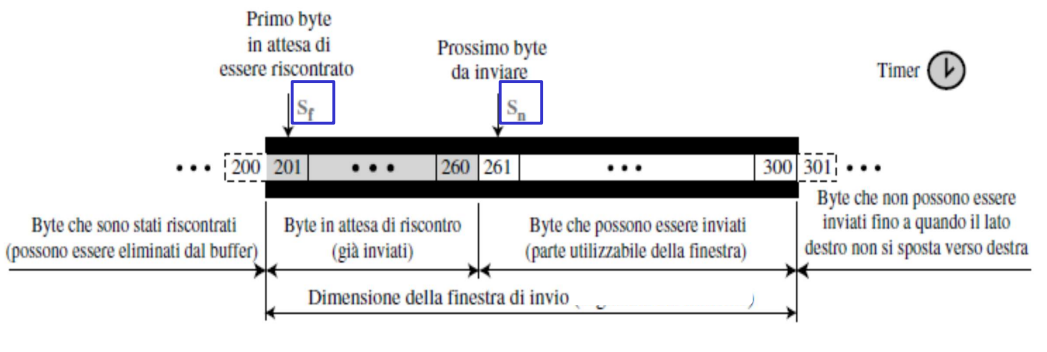 Primo byte
in attesa di
essere riscontrato
Prossimo byte
da inviare
Timer
Sf
Sn
• • • 200 201 • • • 260 261 • • • 300 301 • • •
Byte che sono stati riscontrati
(possono essere eliminati dal buffer)
Byte in attesa di riscontro
(già inviati)
Byte che possono essere inviati
(parte utilizzabile della finestra)
Byte che non possono essere
inviati fino a quando il lato
destro non si sposta verso destra
Dimensione della finestra di invio